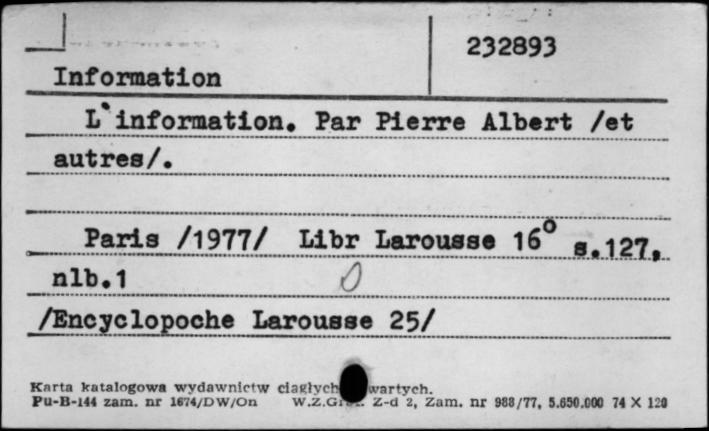 232893
Information
L`information. Par Pierre Albert /et
autres/.
Paris /1977/ Libr Larousse 16° s.127,
nlb.1
/Encyclopoche Larousse 25/
Karta katalogowa wydawnictw ciągłych wartych.
Pu-B-144 zam. nr 1674/DW/On W.Z.Graf. Z-d 2, Zam. nr 988/77, 5.650.000 74 X 120